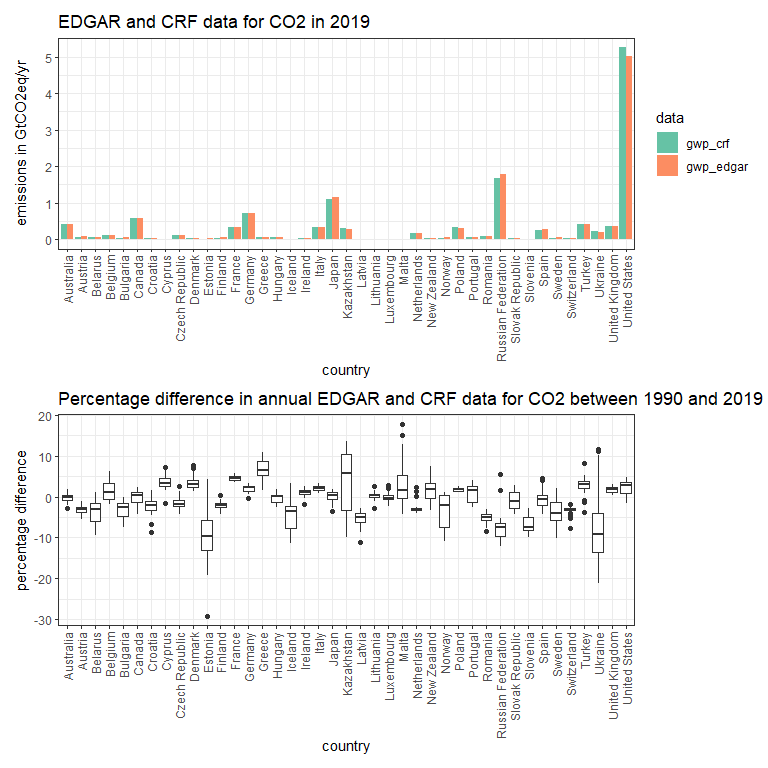 EDGAR and CRF data for CO2 in 2019
emissions in GtCO2eq/yr
5
4
3
2
1
0
Australia
Austria
Belarus
Belgium
Bulgaria
Canada
Croatia
Cyprus
Czech Republic
Denmark
Estonia
Finland
France
Germany
Greece
Hungary
Iceland
Ireland
Italy
Japan
Kazakhstan
Latvia
Lithuania
Luxembourg
Malta
Netherlands
New Zealand
Norway
Poland
Portugal
Romania
Russian Federation
Slovak Republic
Slovenia
Spain
Sweden
Switzerland
Turkey
Ukraine
United Kingdom
United States
country
data
gwp_crf
gwp_edgar
Percentage difference in annual EDGAR and CRF data for CO2 between 1990 and 2019
percentage difference
20
10
0
-10
-20
-30
Australia
Austria
Belarus
Belgium
Bulgaria
Canada
Croatia
Cyprus
Czech Republic
Denmark
Estonia
Finland
France
Germany
Greece
Hungary
Iceland
Ireland
Italy
Japan
Kazakhstan
Latvia
Lithuania
Luxembourg
Malta
Netherlands
New Zealand
Norway
Poland
Portugal
Romania
Russian Federation
Slovak Republic
Slovenia
Spain
Sweden
Switzerland
Turkey
Ukraine
United Kingdom
United States
country